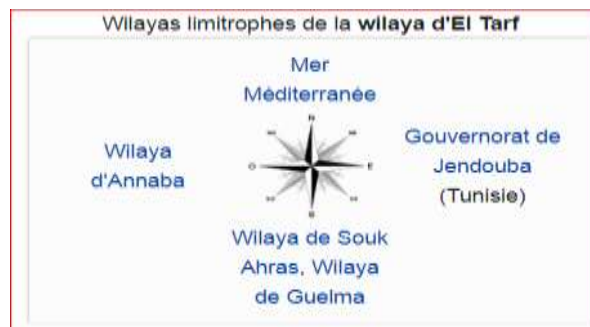 Wilayas limitrophes de la wilaya d'El Tarf
Mer
Méditerranée
N
Wilaya
d'Annaba
O
E
Gouvernorat de
Jendouba
(Tunisie)
S
Wilaya de Souk
Ahras, Wilaya
de Guelma